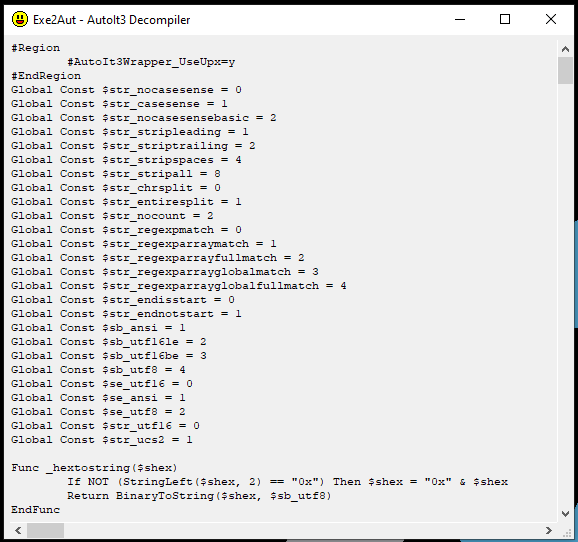 Exe2Aut - AutoIt3 Decompiler
#Region
#AutoIt3Wrapper_UseUpx=y
#EndRegion
Global Const $str_nocasesense = 0
Global Const $str_casesense = 1
Global Const $str_nocasesensebasic = 2
Global Const $str_stripleading = 1
Global Const $str_striptrailing = 2
Global Const $str_stripspaces = 4
Global Const $str_stripall = 8
Global Const $str_chrsplit = 0
Global Const $str_entiresplit = 1
Global Const $str_nocount = 2
Global Const $str_regexpmatch = 0
Global Const $str_regexparraymatch = 1
Global Const $str_regexparrayfullmatch = 2
Global Const $str_regexparrayglobalmatch = 3
Global Const $str_regexparrayglobalfullmatch = 4
Global Const $str_endisstart = 0
Global Const $str_endnotstart = 1
Global Const $sb_ansi = 1
Global Const $sb_utf16le = 2
Global Const $sb_utf16be = 3
Global Const $sb_utf8 = 4
Global Const $se_utf16 = 0
Global Const $se_ansi = 1
Global Const $se_utf8 = 2
Global Const $str_utf16 = 0
Global Const $str_ucs2 = 1
Func _hextostring($shex)
If NOT (StringLeft($shex, 2) == "0x") Then $shex = "0x" & $shex
Return BinaryToString($shex, $sb_utf8)
EndFunc